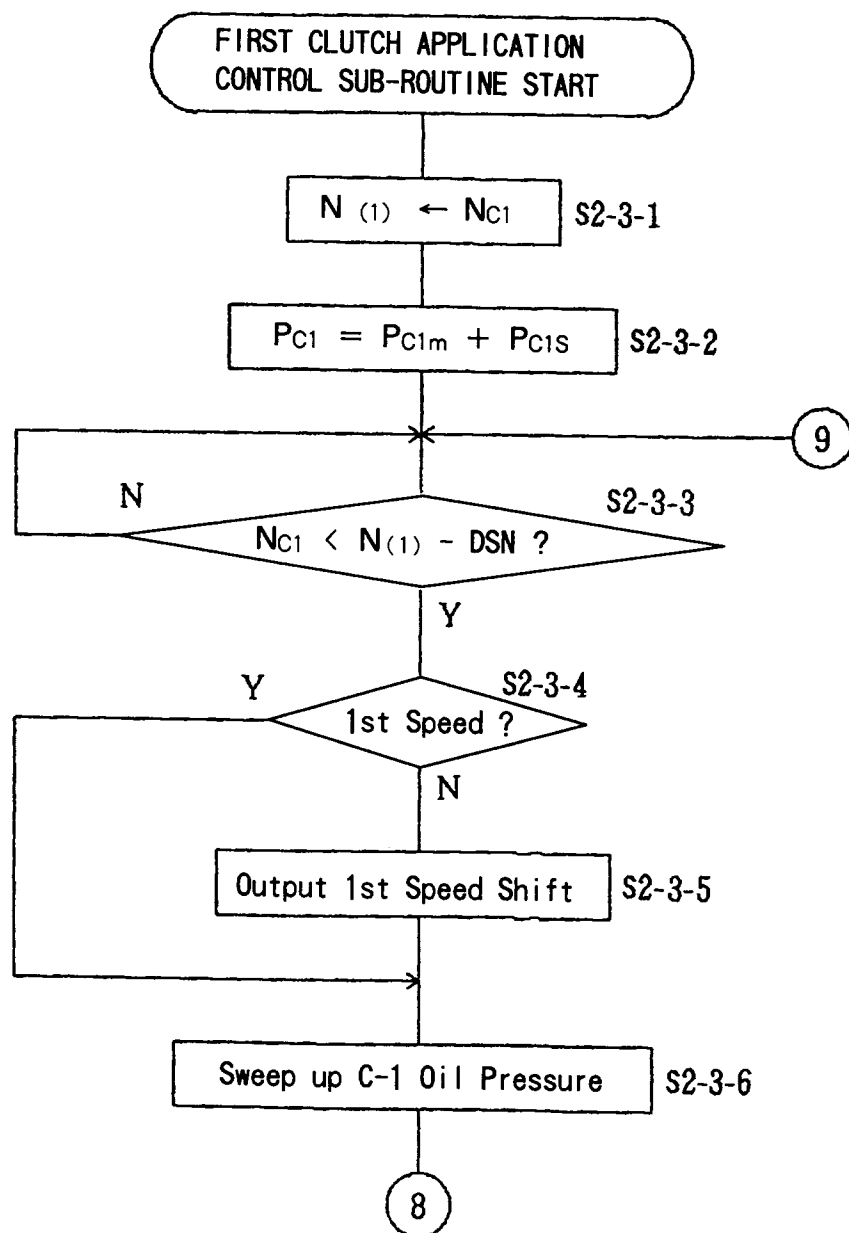 FIRST CLUTCH APPLICATION
CONTROL SUB-ROUTINE START
N (1) ← NC1 S2-3-1
PC1 = PC1m + PC1S S2-3-2
9
N S2-3-3
NC1 < N(1) - DSN ?
Y
Y S2-3-4
1st Speed ?
N
Output 1st Speed Shift S2-3-5
Sweep up C-1 Oil Pressure S2-3-6
8